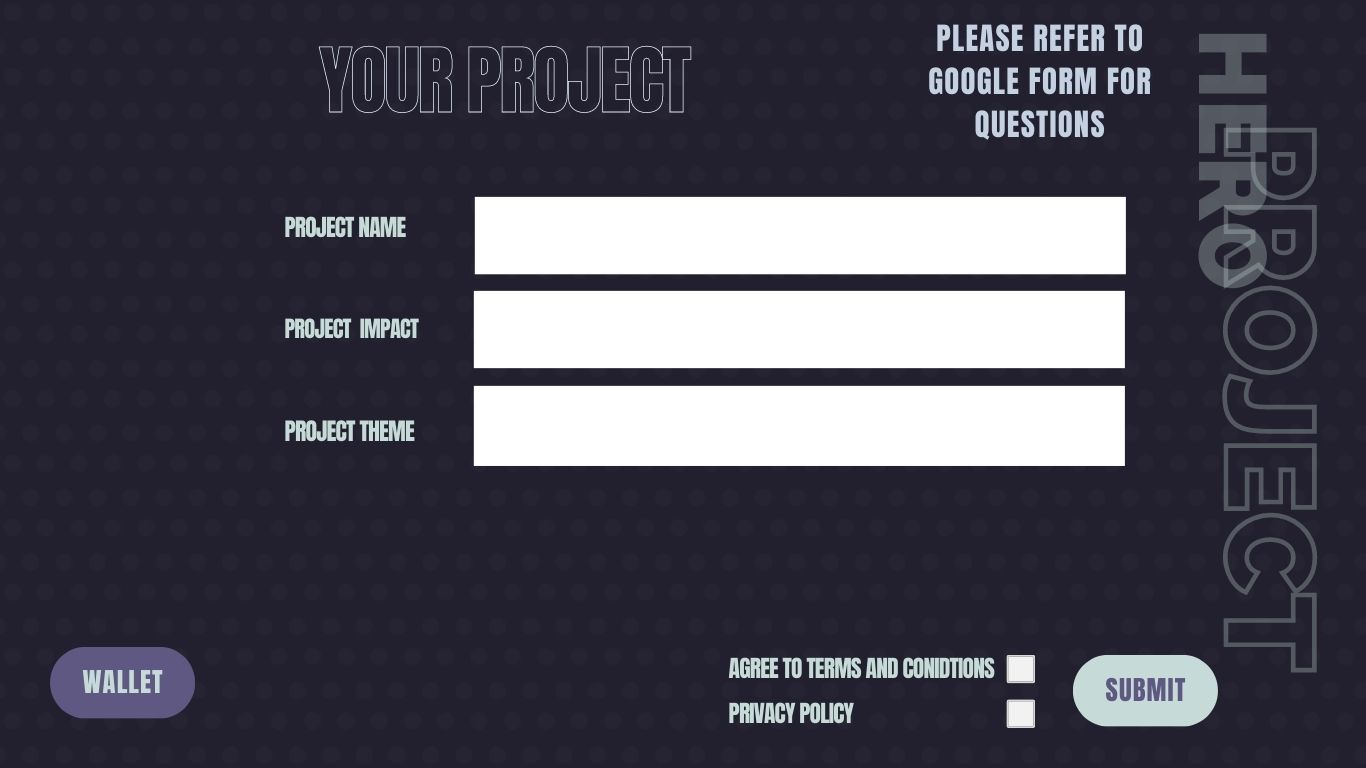 YOUR PROJECT
PLEASE REFER TO
GOOGLE FORM FOR
QUESTIONS
HERO
PROJECT
PROJECT NAME
PROJECT IMPACT
PROJECT THEME
WALLET
AGREE TO TERMS AND CONIDTIONS
PRIVACY POLICY
SUBMIT